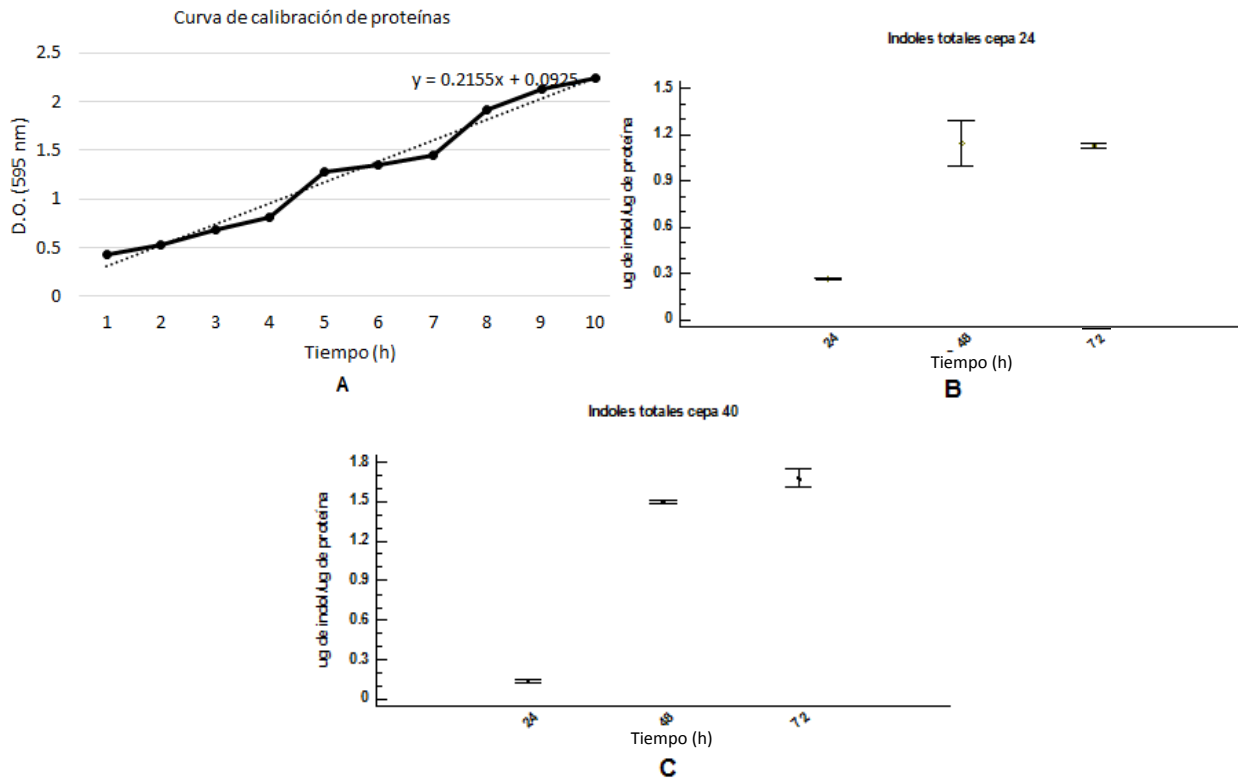 Curva de calibración de proteínas
y = 0.2155x + 0.0925
D.O. (595 nm)
2.5
2
1.5
1
0.5
0
1 2 3 4 5 6 7 8 9 10
Tiempo (h)
A
Indoles totales cepa 24
ug de indol/ug de proteína
1.5
1.2
0.9
0.6
0.3
0
24 48 72
Tiempo (h)
B
Indoles totales cepa 40
ug de indol/ug de proteína
1.8
1.5
1.2
0.9
0.6
0.3
0
24 48 72
Tiempo (h)
C